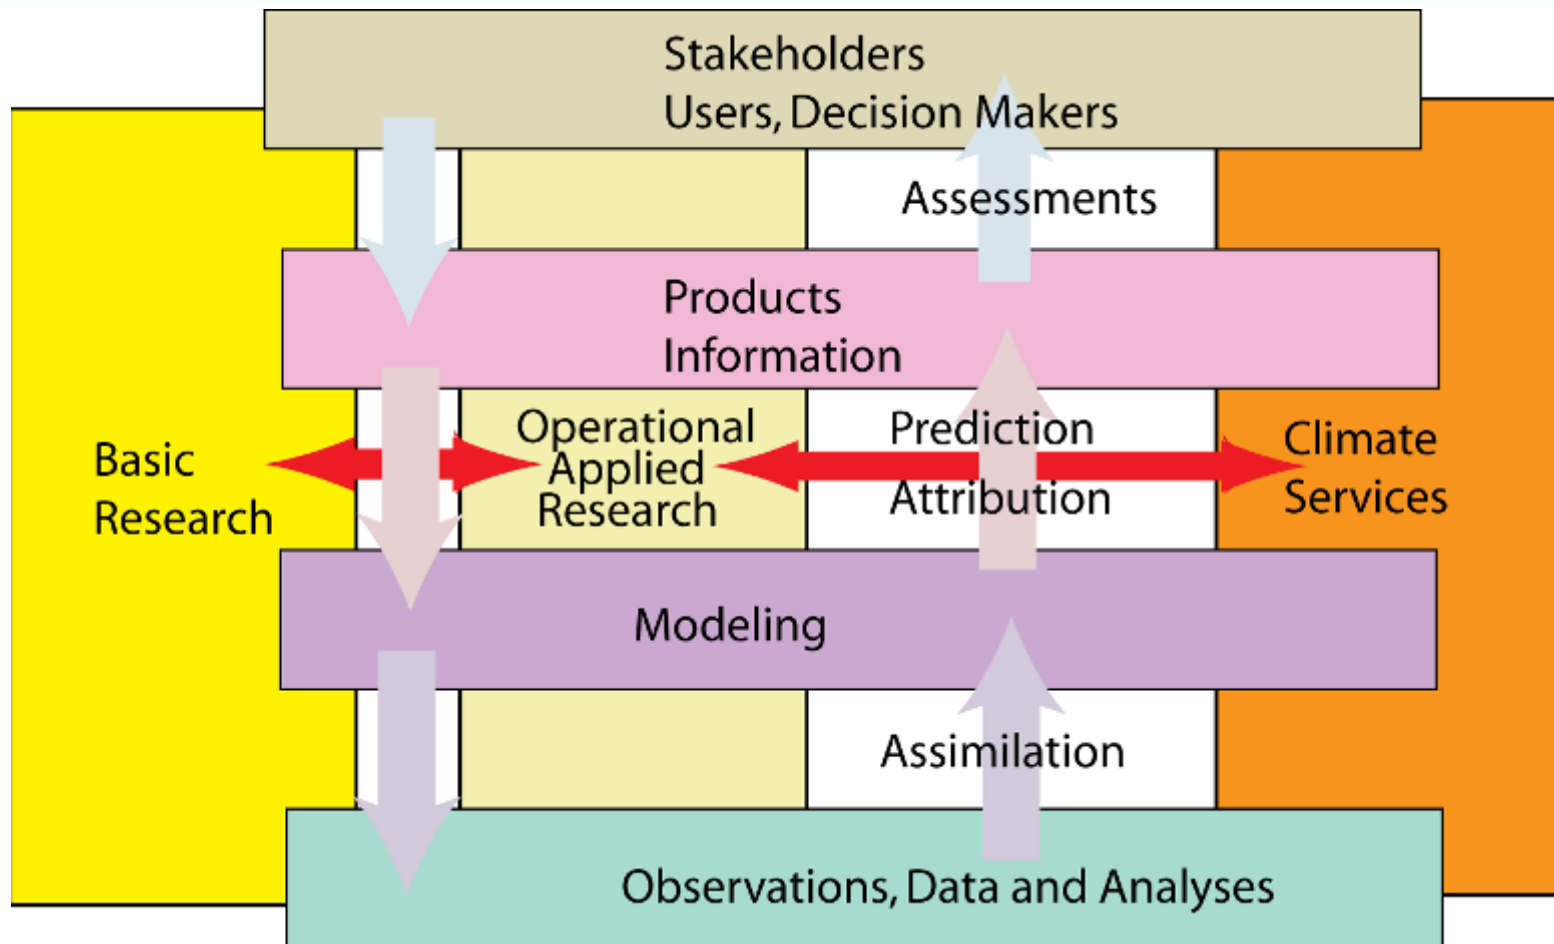 Stakeholders
Users, Decision Makers
Assessments
Products
Information
Basic
Research
Operational
Applied
Research
Prediction
Attribution
Climate
Services
Modeling
Assimilation
Observations, Data and Analyses